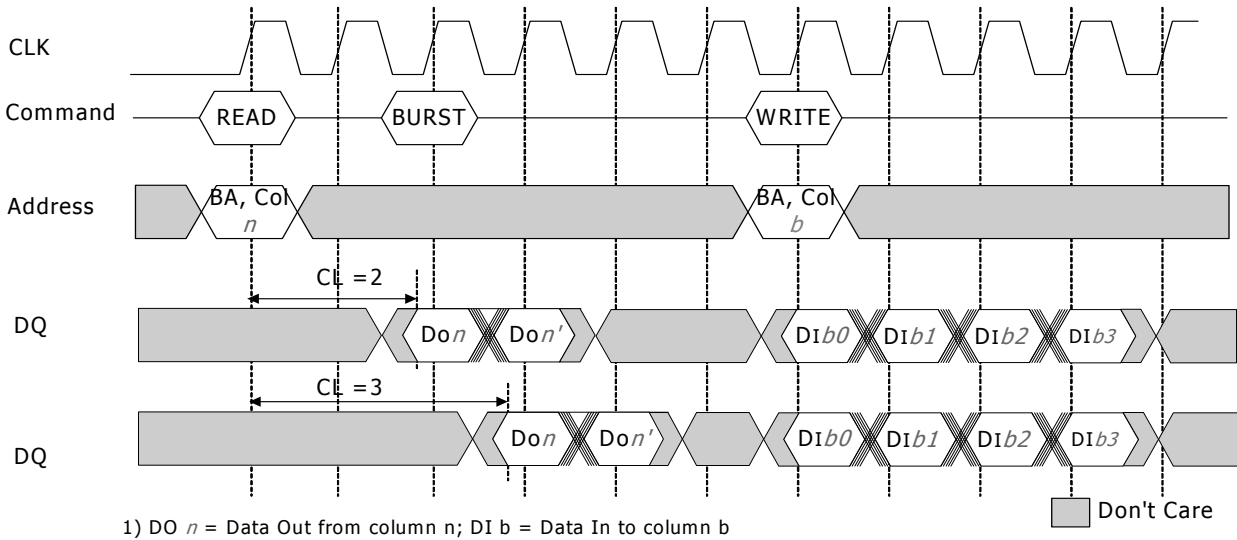 CLK
Command READ BURST WRITE
Address BA, Col n BA, Col b
CL =2
DQ Don Don' DIb0 DIb1 DIb2 DIb3
CL =3
DQ Don Don' DIb0 DIb1 DIb2 DIb3
Don't Care
1) DO n = Data Out from column n; DI b = Data In to column b